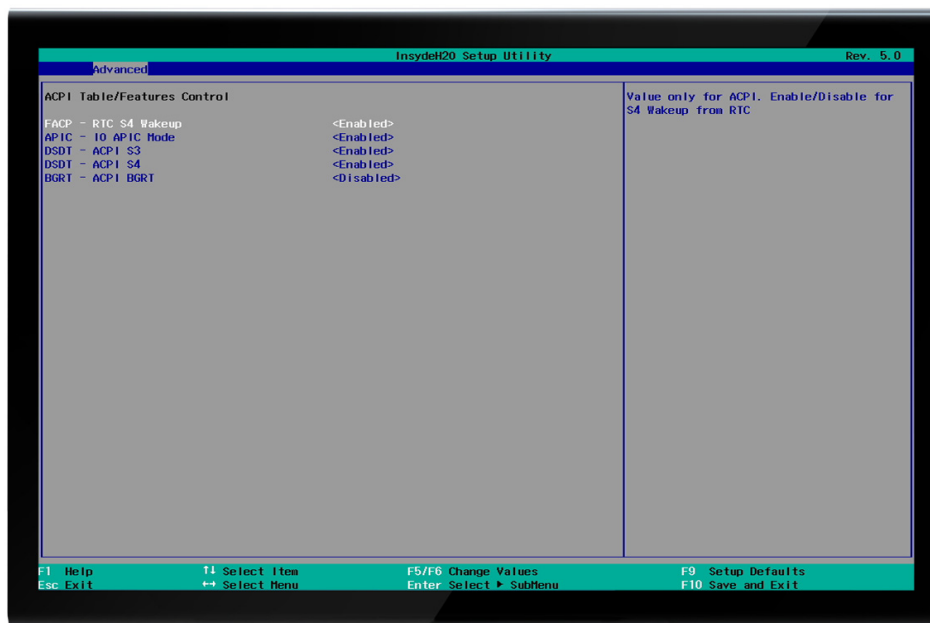 InsydeH20 Setup Utility Rev. 5.0
Advanced
ACPI Table/Features Control
FACP - RTC S4 Wakeup <Enabled>
APIC - IO APIC Mode <Enabled>
DSDT - ACPI S3 <Enabled>
DSDT - ACPI S4 <Enabled>
BGRT - ACPI BGRT <Disabled>
Value only for ACPI. Enable/Disable for
S4 Wakeup from RTC
F1 Help ↑↓ Select Item F5/F6 Change Values F9 Setup Defaults
Esc Exit ↔ Select Menu Enter Select ▶ SubMenu F10 Save and Exit